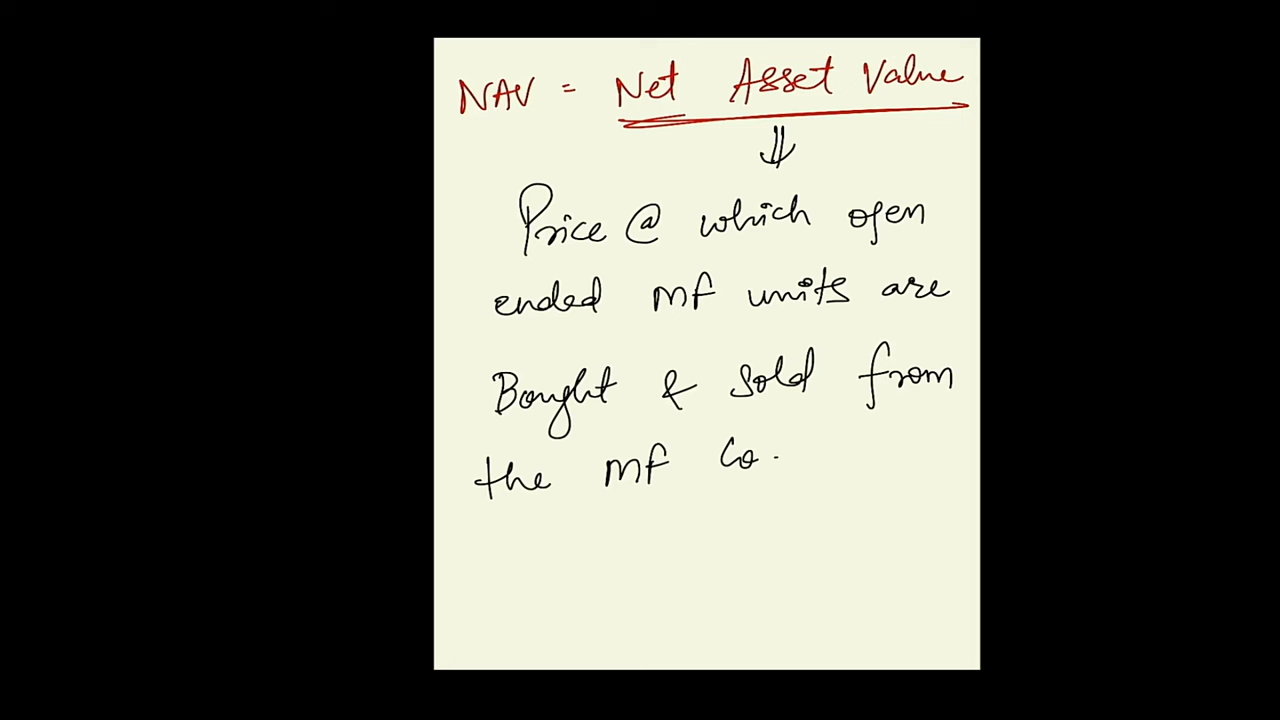 NAV = Net Asset Value
Price @ which open
ended MF units are
Bought & sold from
the MF Co.